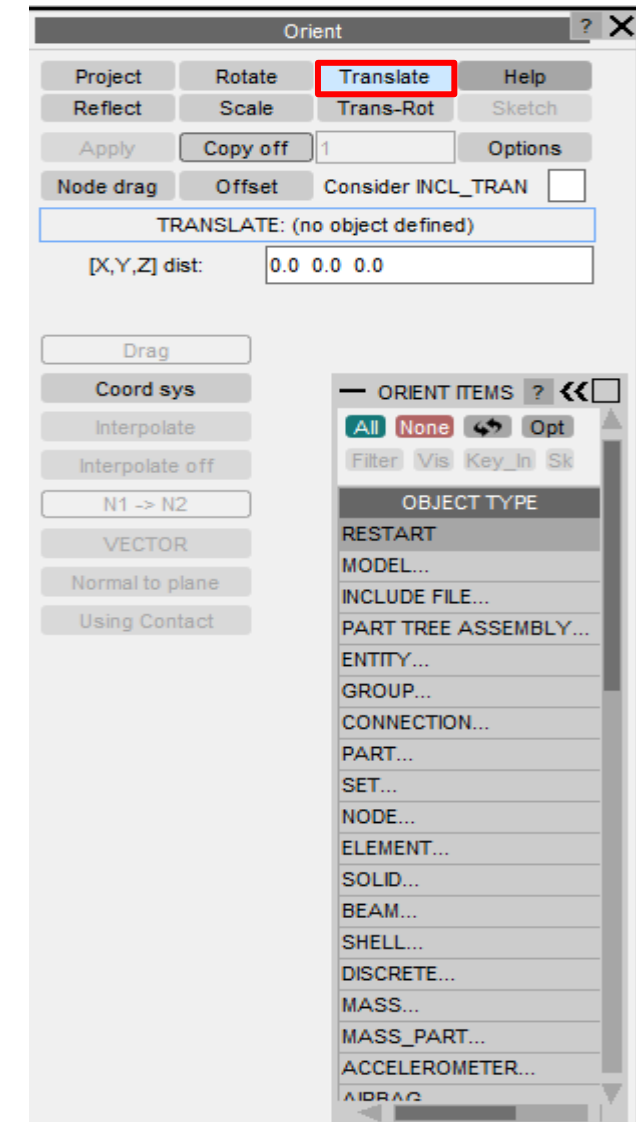 Orient ? X
Project Rotate Translate Help
Reflect Scale Trans-Rot Sketch
Apply Copy off 1 Options
Node drag Offset Consider INCL_TRAN
TRANSLATE: (no object defined)
[X,Y,Z] dist: 0.0 0.0 0.0
Drag
Coord sys
Interpolate
Interpolate off
N1 -> N2
VECTOR
Normal to plane
Using Contact
ORIENT ITEMS ?
All None Opt
Filter Vis Key_In Sk
OBJECT TYPE
RESTART
MODEL...
INCLUDE FILE...
PART TREE ASSEMBLY...
ENTITY...
GROUP...
CONNECTION...
PART...
SET...
NODE...
ELEMENT...
SOLID...
BEAM...
SHELL...
DISCRETE...
MASS...
MASS_PART...
ACCELEROMETER...
AIRBAG